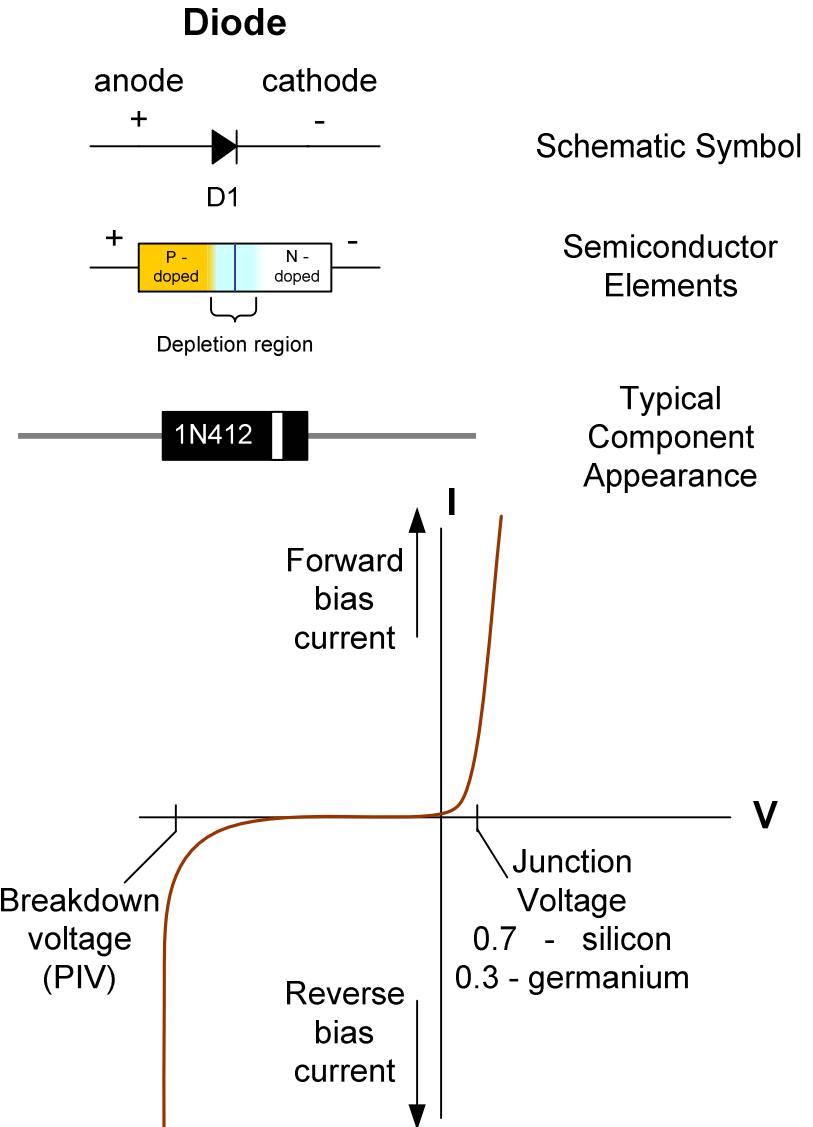 Diode
anode cathode
+ -
Schematic Symbol
D1
+ -
P - N -
doped doped
Semiconductor
Elements
Depletion region
1N412
Typical
Component
Appearance
I
Forward
bias
current
V
Breakdown
voltage
(PIV)
Junction
Voltage
0.7 - silicon
0.3 - germanium
Reverse
bias
current